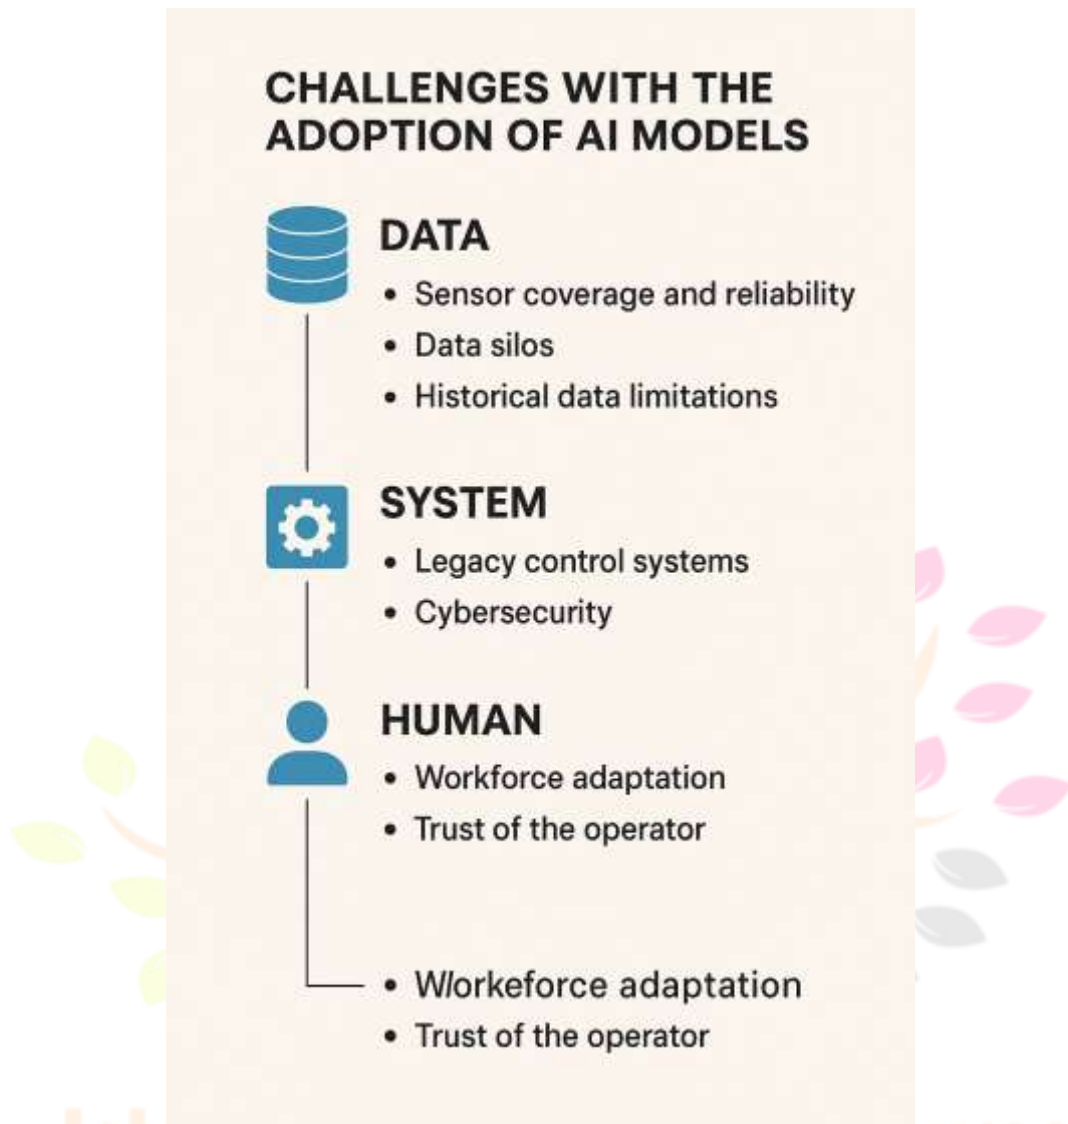 CHALLENGES WITH THE
ADOPTION OF AI MODELS
DATA
• Sensor coverage and reliability
• Data silos
• Historical data limitations
SYSTEM
• Legacy control systems
• Cybersecurity
HUMAN
• Workforce adaptation
• Trust of the operator
• Workeforce adaptation
• Trust of the operator